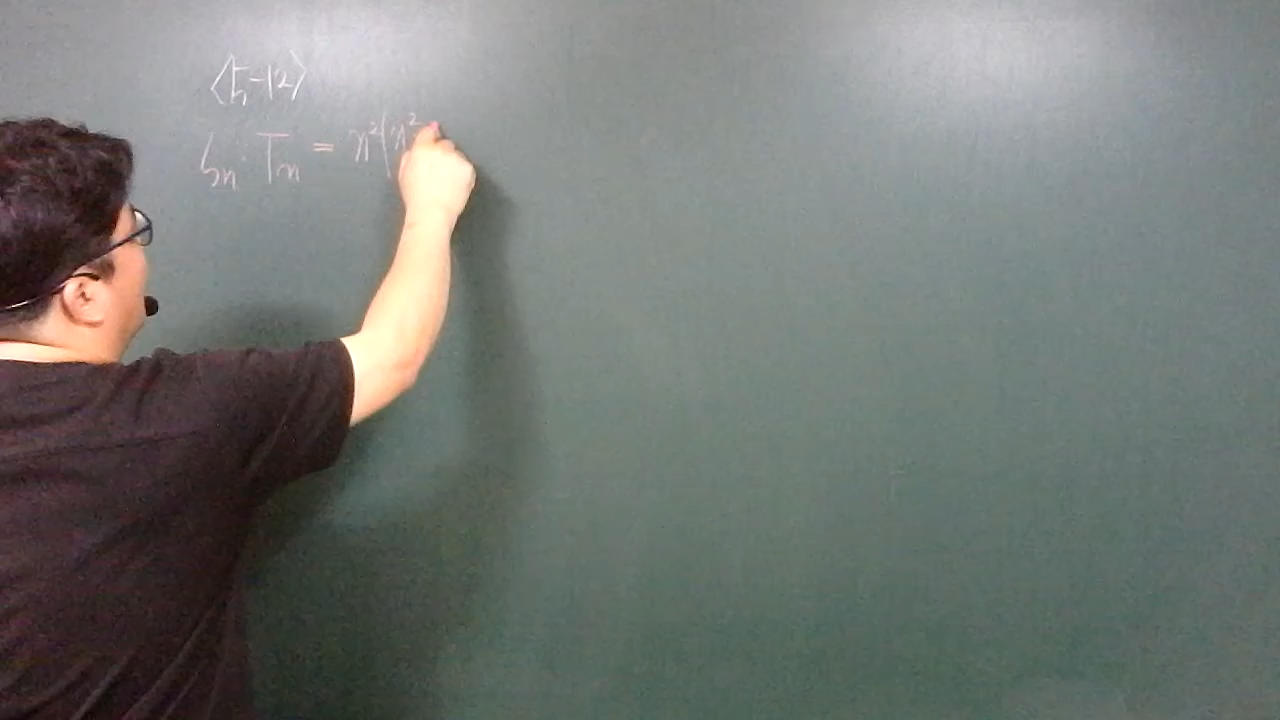 <5-12>
Sn · Tn = n²(n²